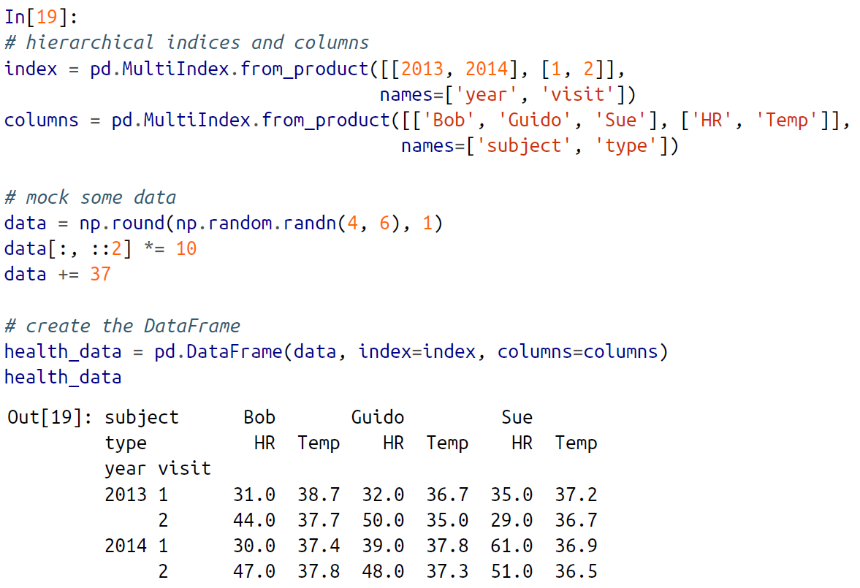 In[19]:
# hierarchical indices and columns
index = pd.MultiIndex.from_product([[2013, 2014], [1, 2]],
names=['year', 'visit'])
columns = pd.MultiIndex.from_product([['Bob', 'Guido', 'Sue'], ['HR', 'Temp']],
names=['subject', 'type'])
# mock some data
data = np.round(np.random.randn(4, 6), 1)
data[:, ::2] *= 10
data += 37
# create the DataFrame
health_data = pd.DataFrame(data, index=index, columns=columns)
health_data
Out[19]: subject Bob Guido Sue
type HR Temp HR Temp HR Temp
year visit
2013 1 31.0 38.7 32.0 36.7 35.0 37.2
2 44.0 37.7 50.0 35.0 29.0 36.7
2014 1 30.0 37.4 39.0 37.8 61.0 36.9
2 47.0 37.8 48.0 37.3 51.0 36.5